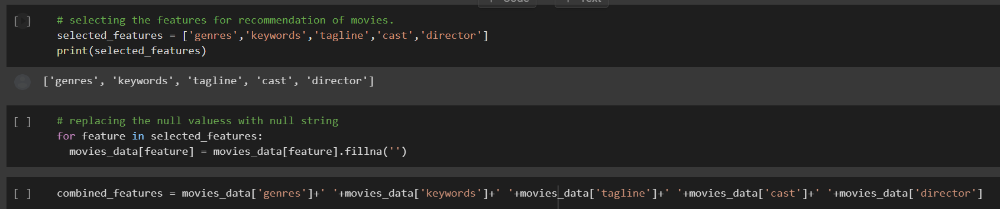 + Code + Text
[ ] # selecting the features for recommendation of movies.
selected_features = ['genres','keywords','tagline','cast','director']
print(selected_features)
['genres', 'keywords', 'tagline', 'cast', 'director']
[ ] # replacing the null valuess with null string
for feature in selected_features:
movies_data[feature] = movies_data[feature].fillna('')
[ ] combined_features = movies_data['genres']+' '+movies_data['keywords']+' '+movies_data['tagline']+' '+movies_data['cast']+' '+movies_data['director']